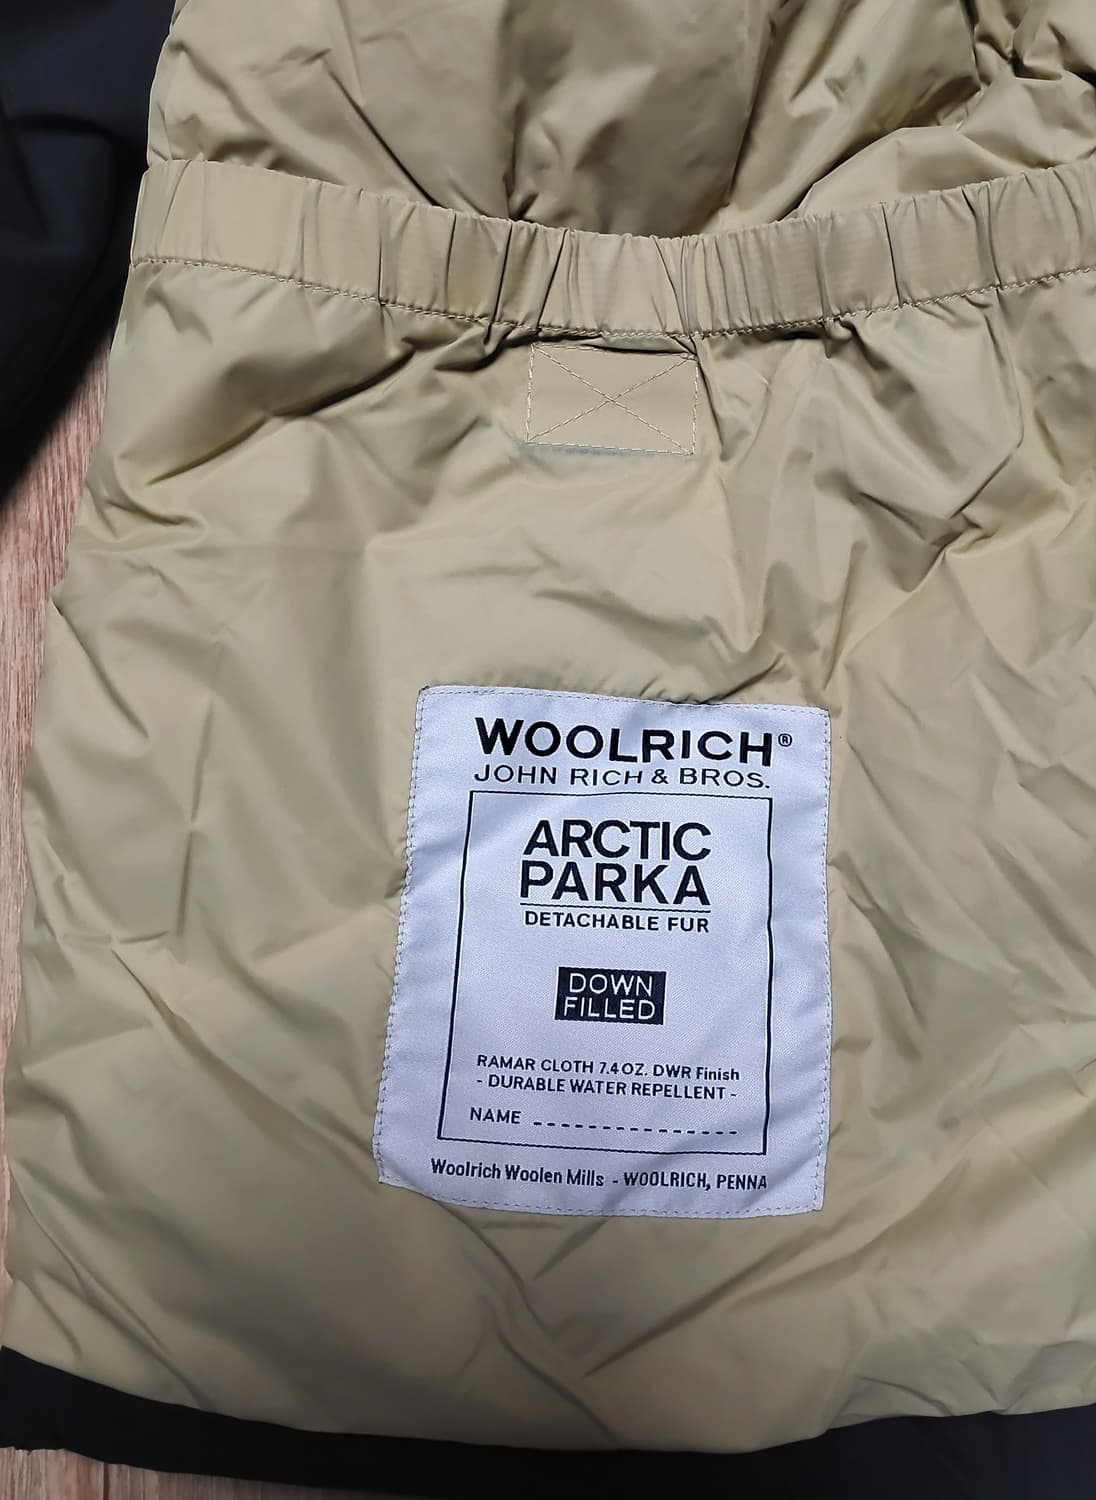 WOOLRICH®
JOHN RICH & BROS.
ARCTIC
PARKA
DETACHABLE FUR
DOWN
FILLED
RAMAR CLOTH 7.4 OZ. DWR Finish
- DURABLE WATER REPELLENT -
NAME _ _ _ _ _ _ _ _ _ _ _ _ _ _ _
Woolrich Woolen Mills - WOOLRICH, PENNA